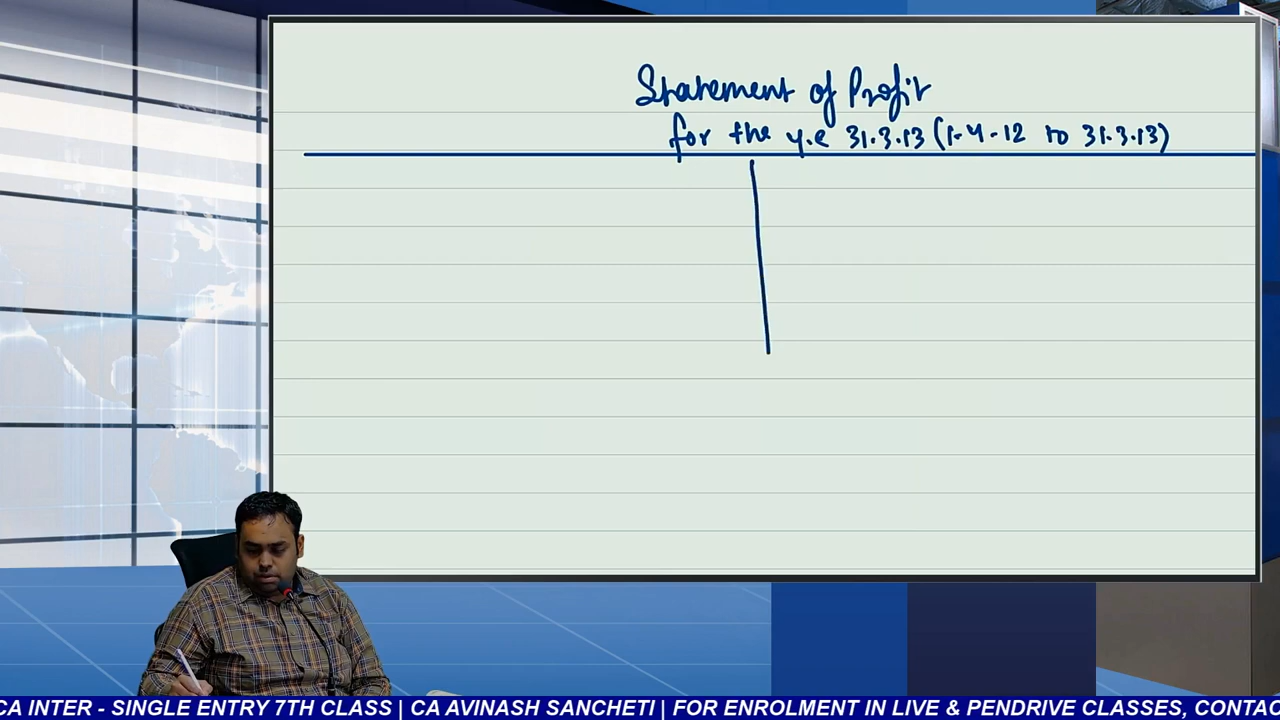 Statement of Profit
for the y.e 31.3.13 (1-4-12 to 31.3.13)
CA INTER - SINGLE ENTRY 7TH CLASS | CA AVINASH SANCHETI | FOR ENROLMENT IN LIVE & PENDRIVE CLASSES, CONTAC